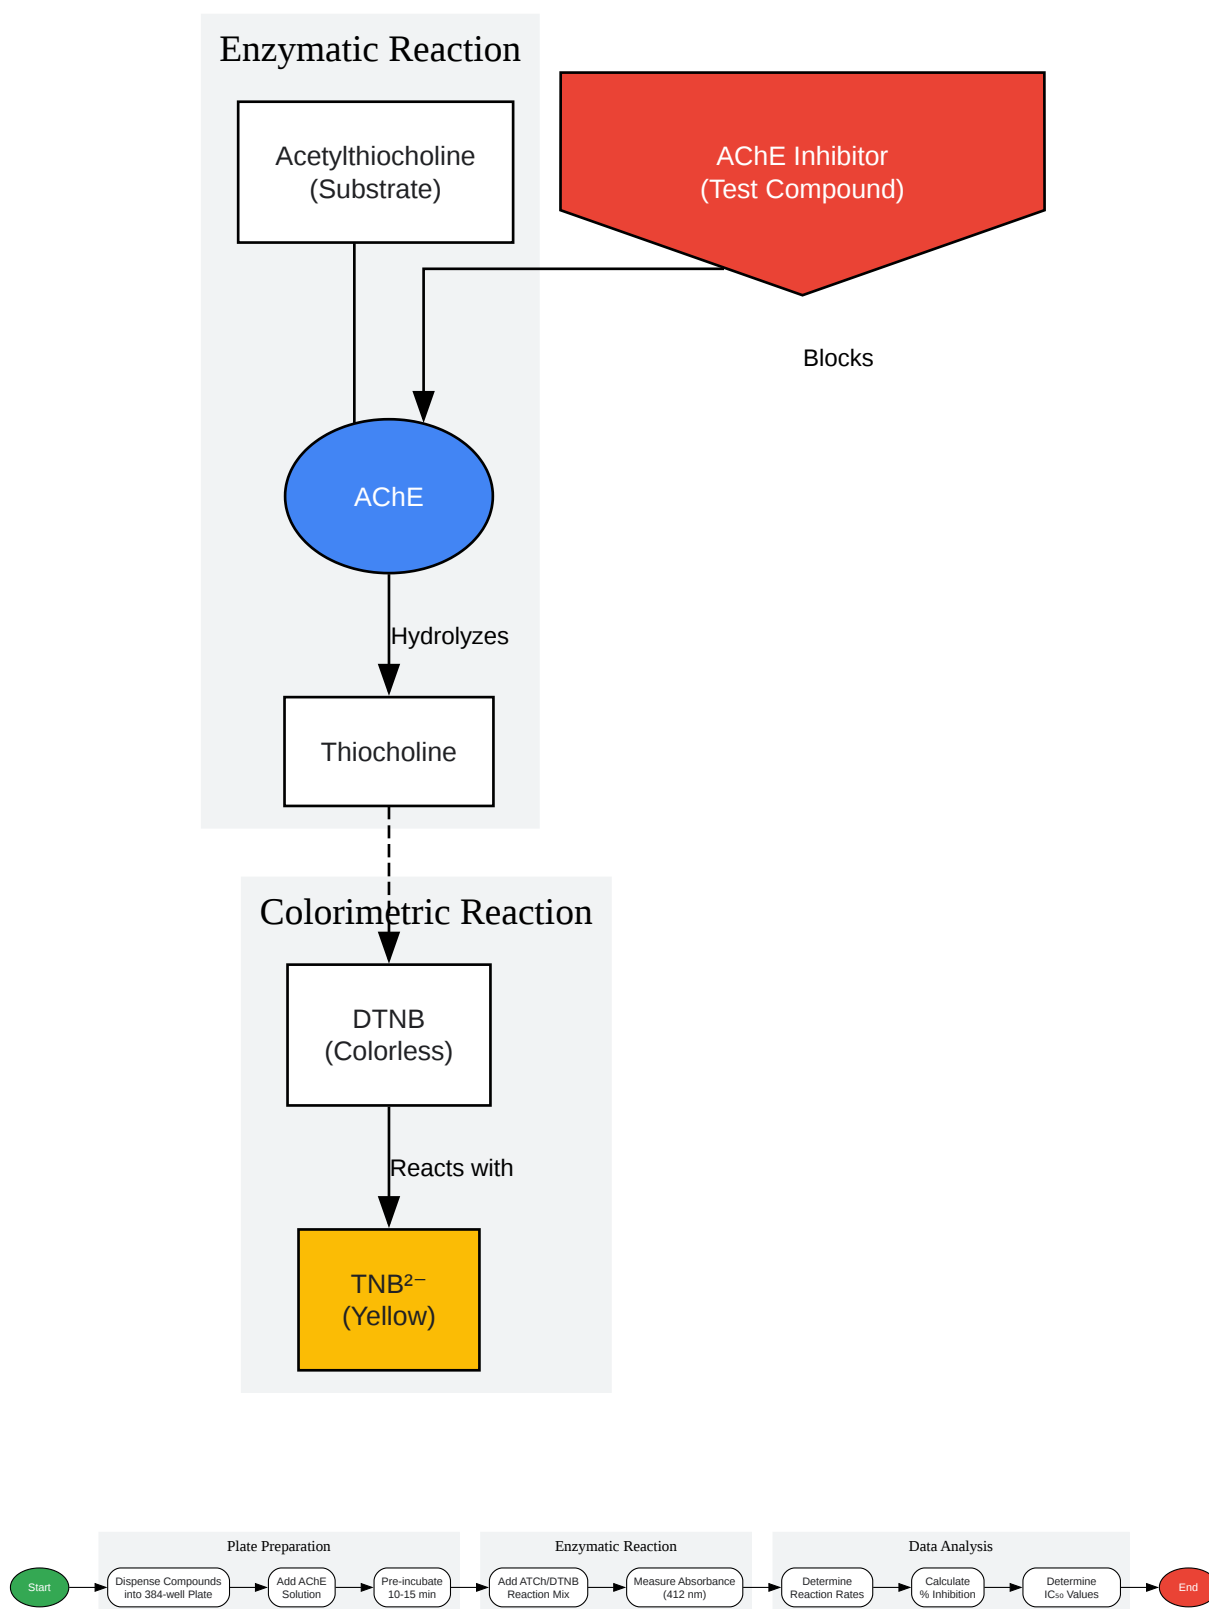 Enzymatic Reaction
Acetylthiocholine
(Substrate)
AChE Inhibitor
(Test Compound)
Blocks
AChE
Hydrolyzes
Thiocholine
Colorimetric Reaction
DTNB
(Colorless)
Reacts with
TNB²⁻
(Yellow)
Start
Plate Preparation
Dispense Compounds
into 384-well Plate
Add AChE
Solution
Pre-incubate
10-15 min
Enzymatic Reaction
Add ATCh/DTNB
Reaction Mix
Measure Absorbance
(412 nm)
Data Analysis
Determine
Reaction Rates
Calculate
% Inhibition
Determine
IC₅₀ Values
End